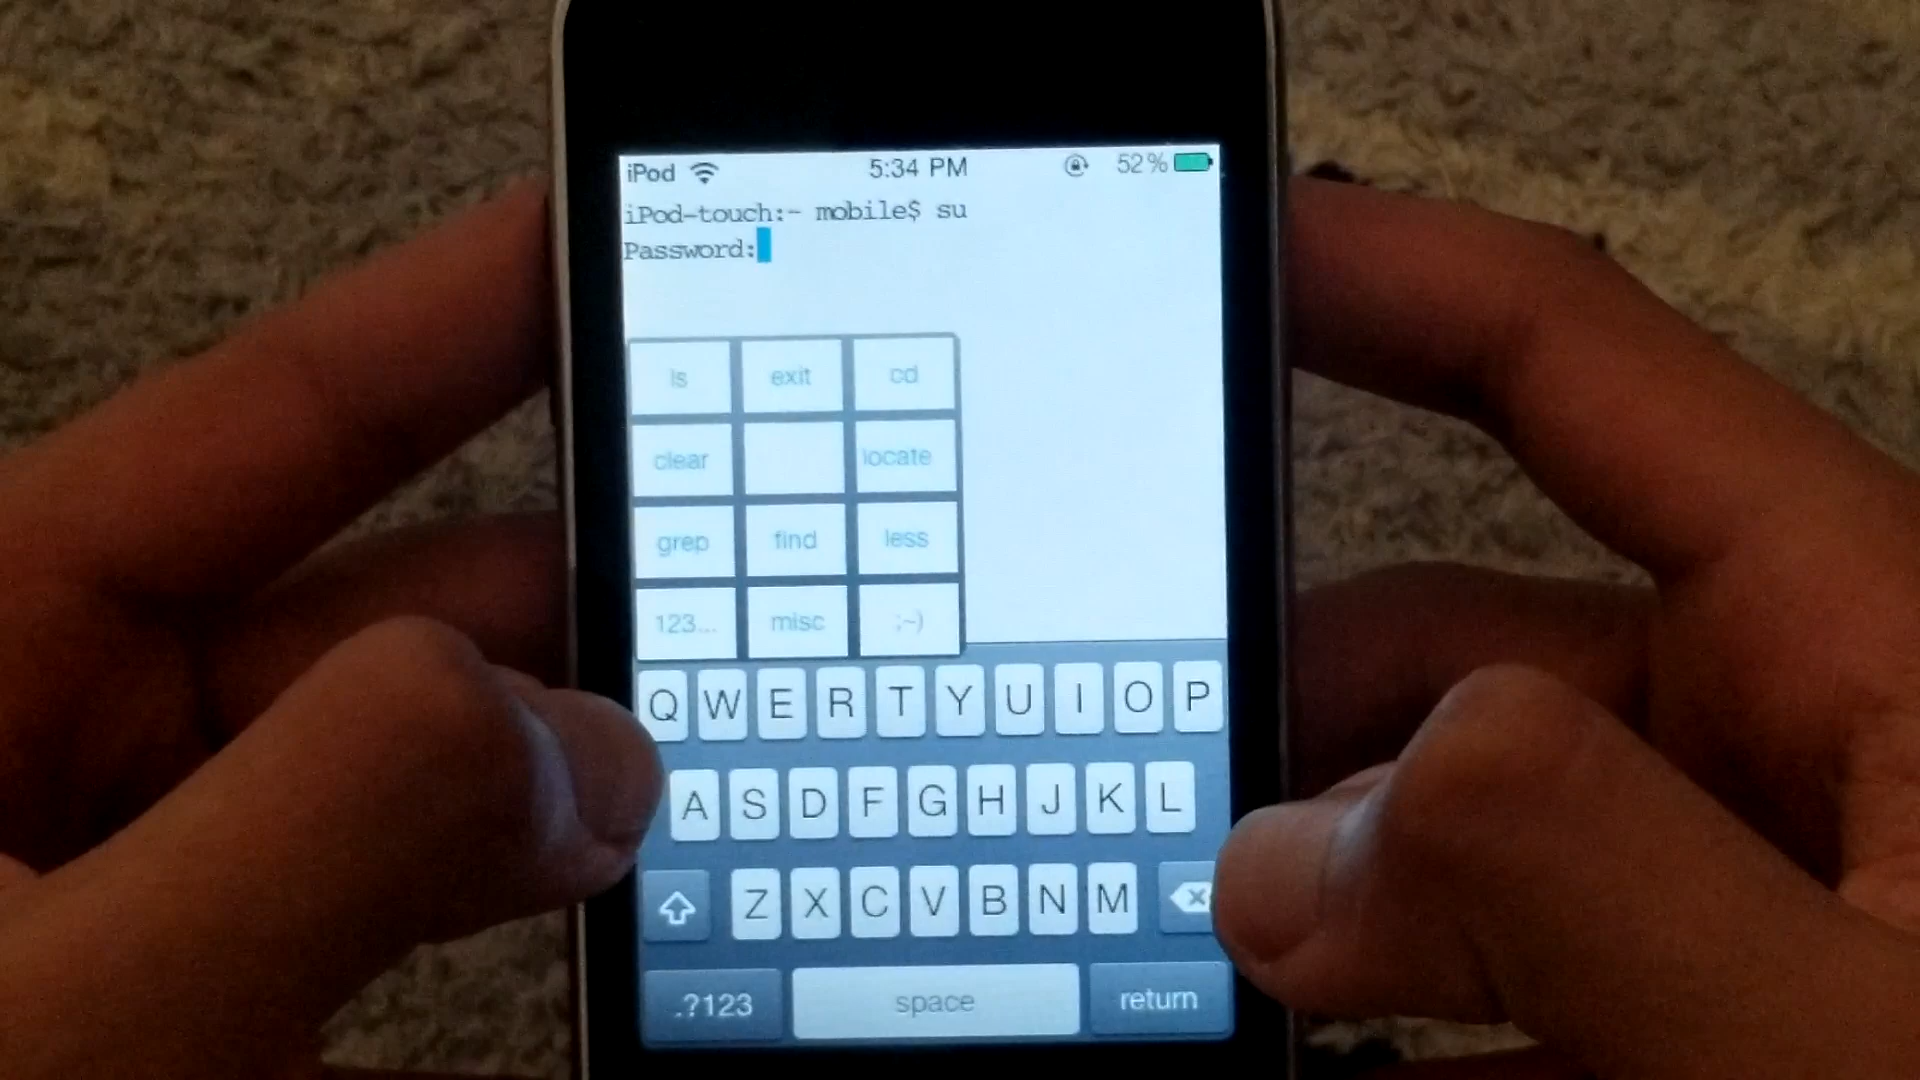 iPod 5:34 PM 52%
iPod-touch:~ mobile$ su
Password:
ls exit cd
clear locate
grep find less
123... misc ;~)
Q W E R T Y U I O P
A S D F G H J K L
Z X C V B N M
.?123 space return